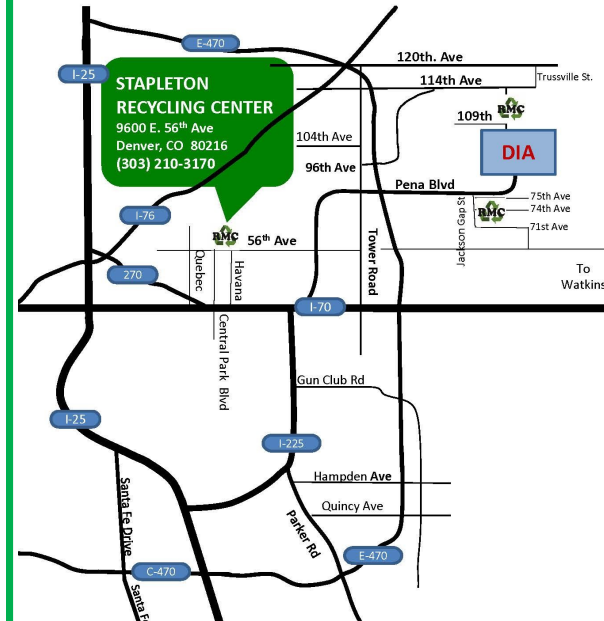 E-470
120th. Ave
I-25
114th Ave
Trussville St.
STAPLETON
RECYCLING CENTER
9600 E. 56th Ave
Denver, CO 80216
(303) 210-3170
RMC
109th
104th Ave
DIA
96th Ave
Pena Blvd
75th Ave
74th Ave
71st Ave
RMC
Jackson Gap St
I-76
RMC
56th Ave
Quebec
Havana
Tower Road
270
To
Watkins
I-70
Central Park Blvd
Gun Club Rd
I-25
I-225
Hampden Ave
Quincy Ave
Santa Fe Drive
Parker Rd
E-470
C-470
Santa Fe